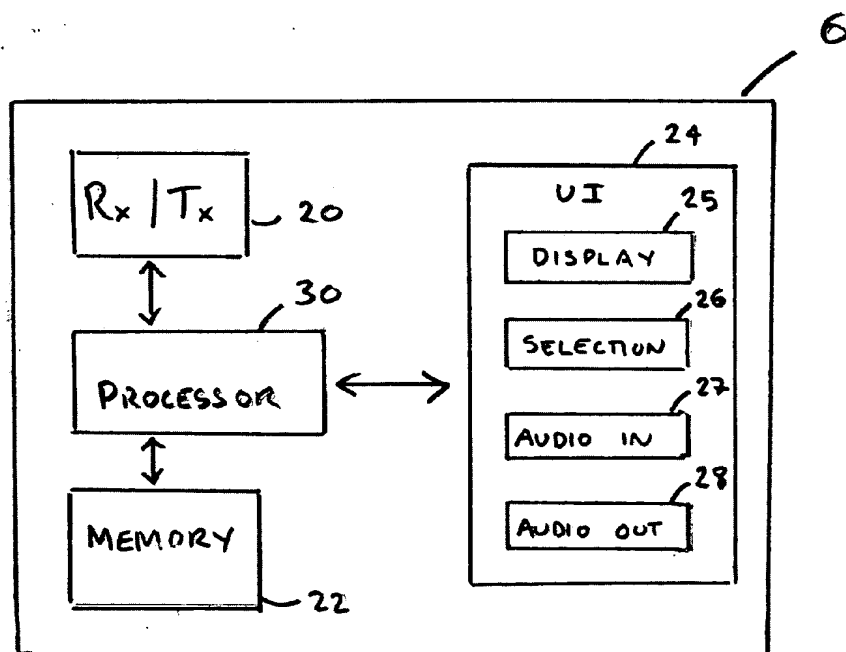 6
24
Rx / Tx
20
UI
25
DISPLAY
30
26
PROCESSOR
SELECTION
27
AUDIO IN
MEMORY
28
AUDIO OUT
22